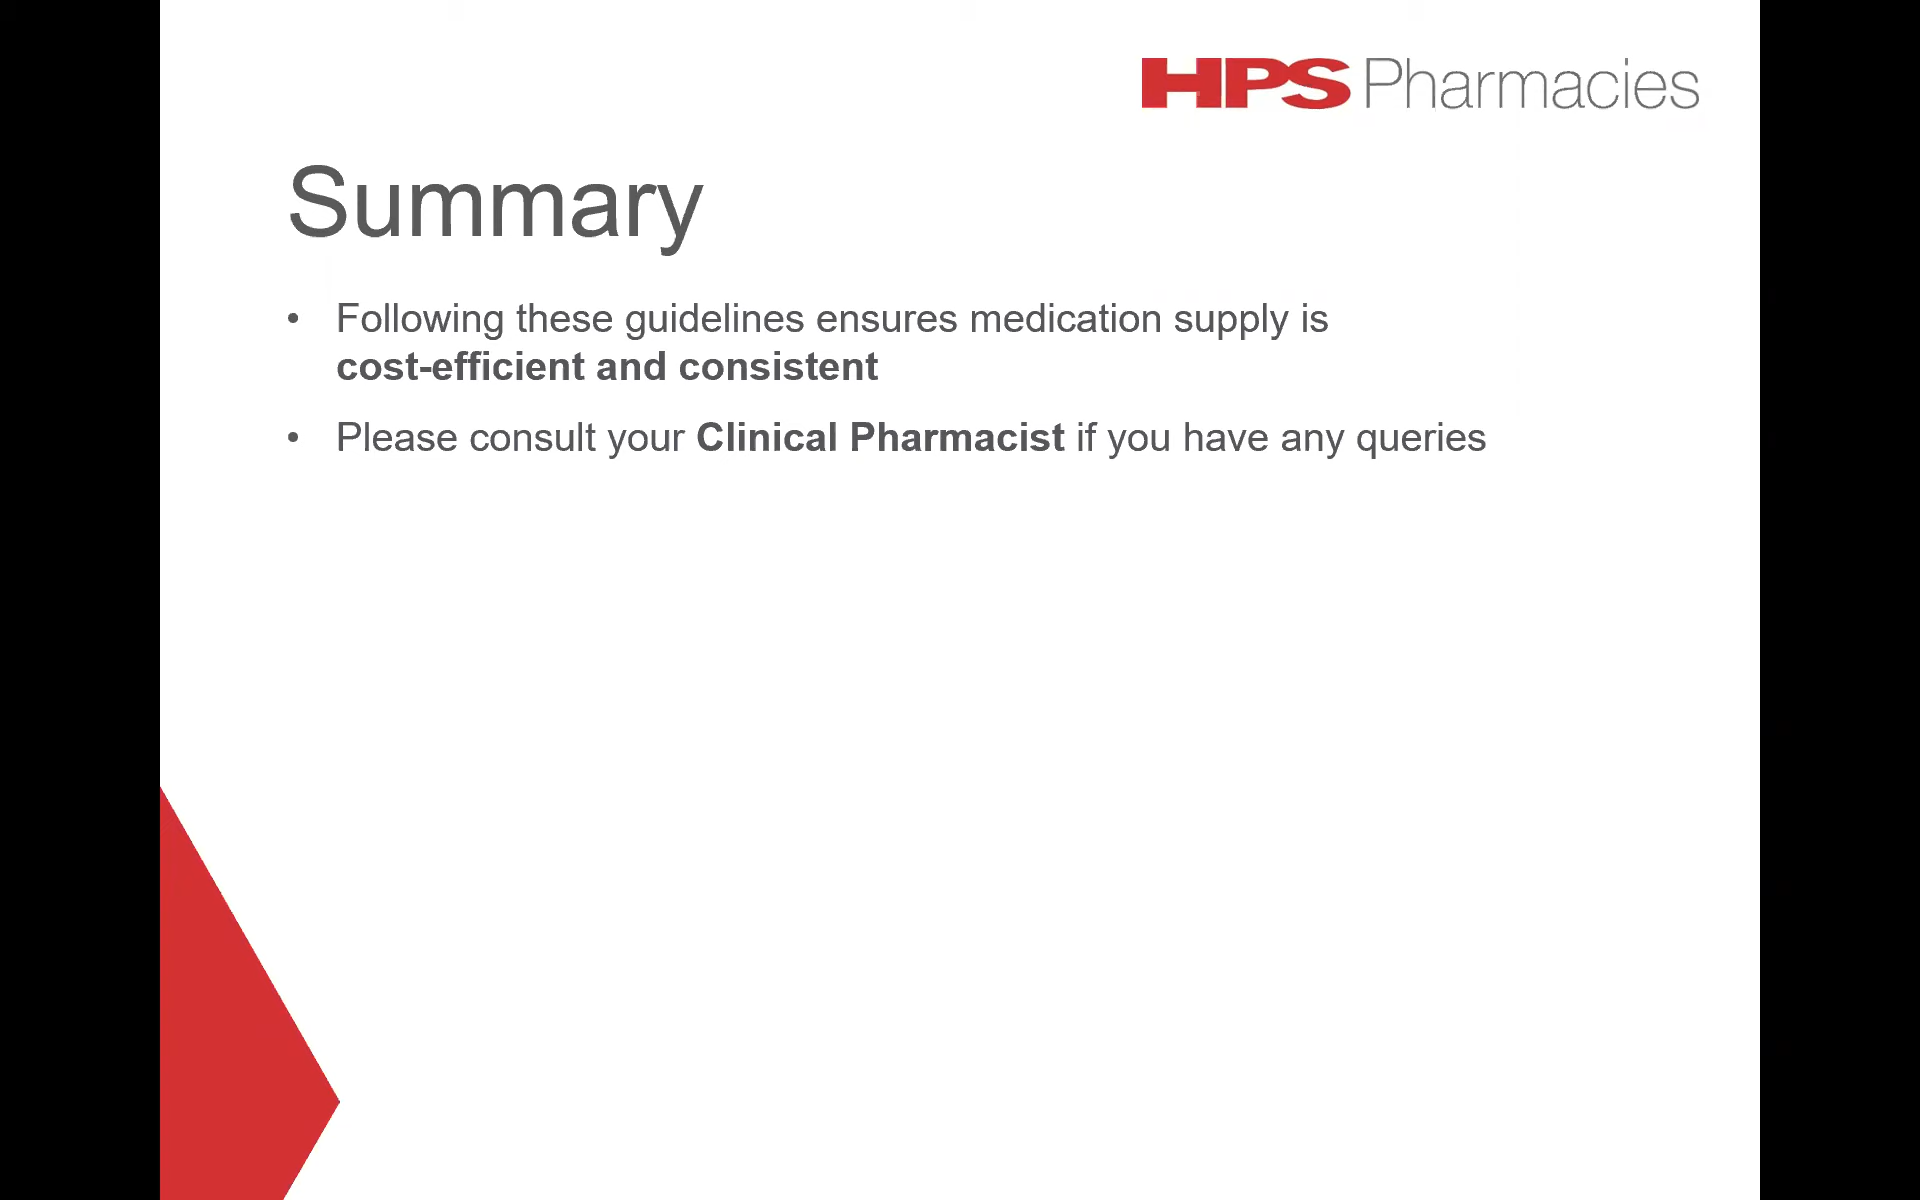 HPS Pharmacies
Summary
• Following these guidelines ensures medication supply is
cost-efficient and consistent
• Please consult your Clinical Pharmacist if you have any queries